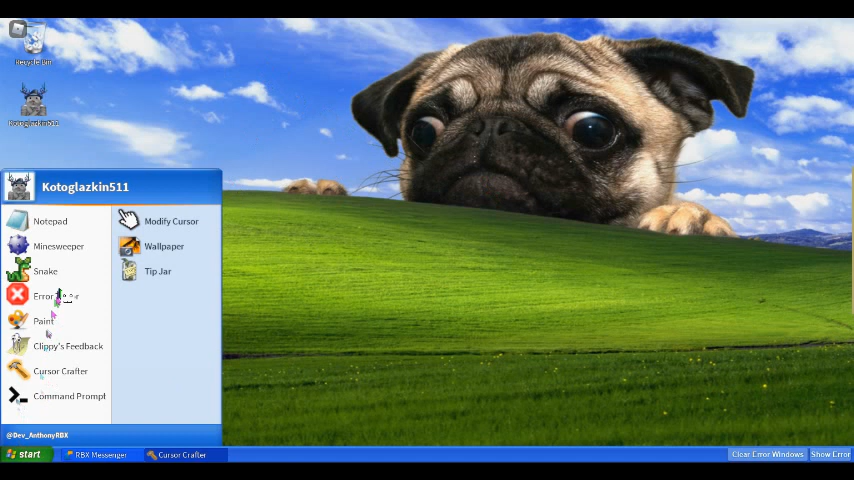 Recycle Bin
Kotoglazkin511
Kotoglazkin511
Notepad
Modify Cursor
Minesweeper
Wallpaper
Snake
Tip Jar
Error
Paint
Clippy's Feedback
Cursor Crafter
Command Prompt
@Dev_AnthonyRBX
start
RBX Messenger
Cursor Crafter
Clear Error Windows
Show Error